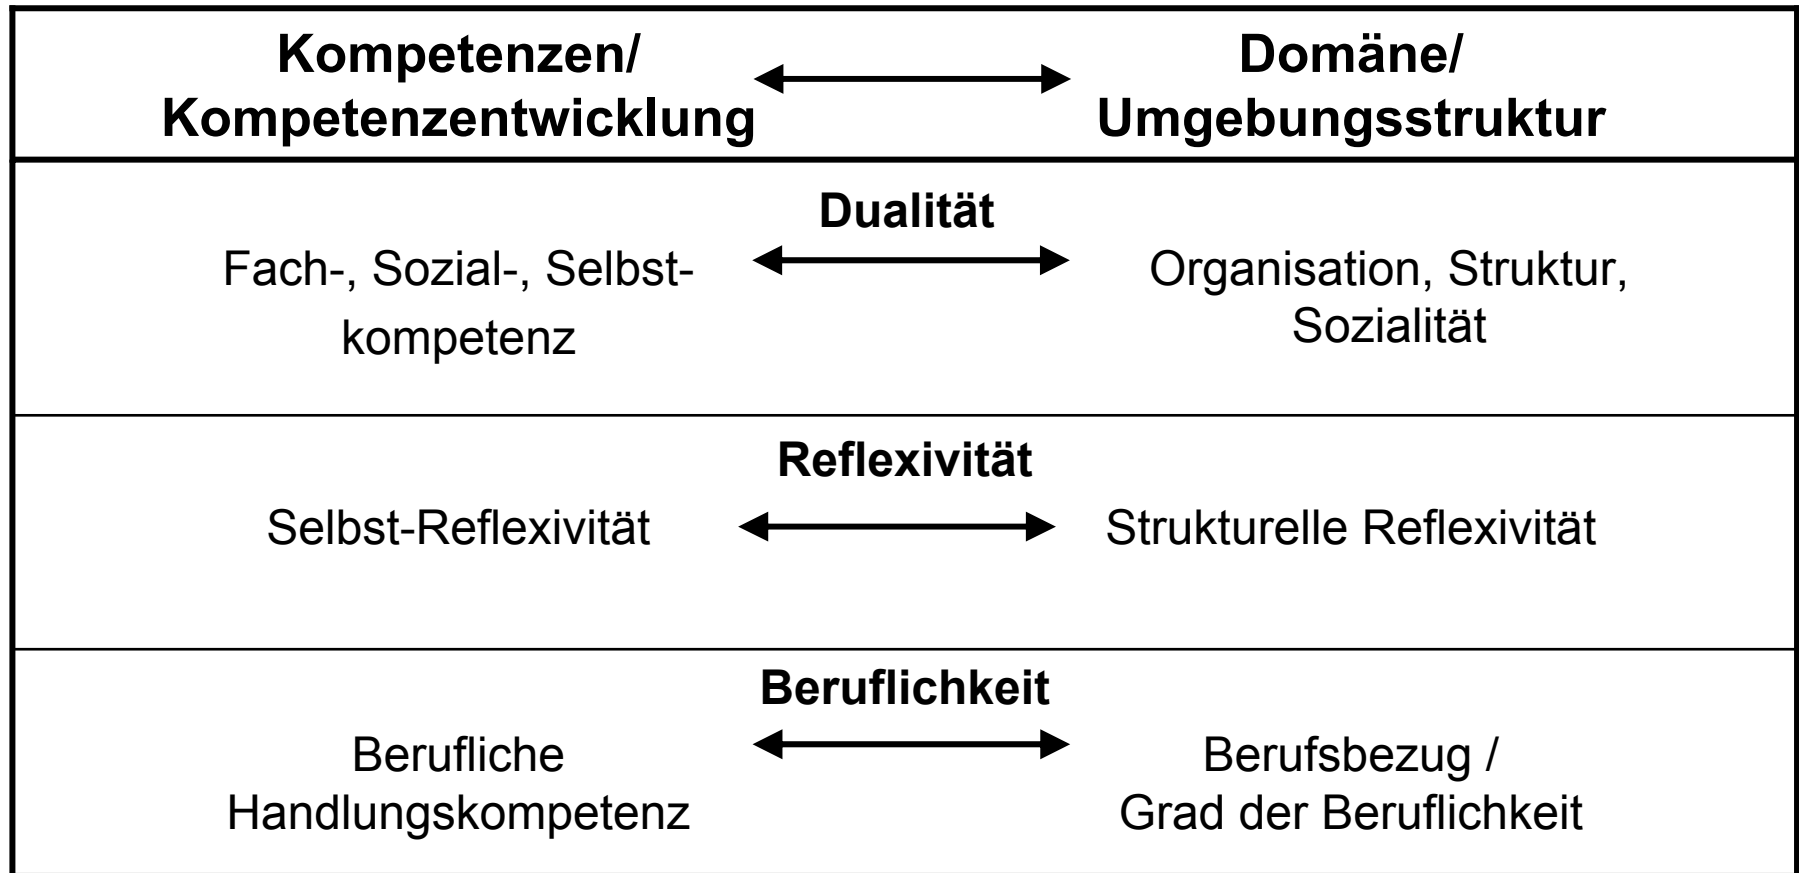 Kompetenzen/
Kompetenzentwicklung
Domäne/
Umgebungsstruktur
Dualität
Fach-, Sozial-, Selbst-
kompetenz
Organisation, Struktur,
Sozialität
Reflexivität
Selbst-Reflexivität
Strukturelle Reflexivität
Beruflichkeit
Berufliche
Handlungskompetenz
Berufsbezug /
Grad der Beruflichkeit